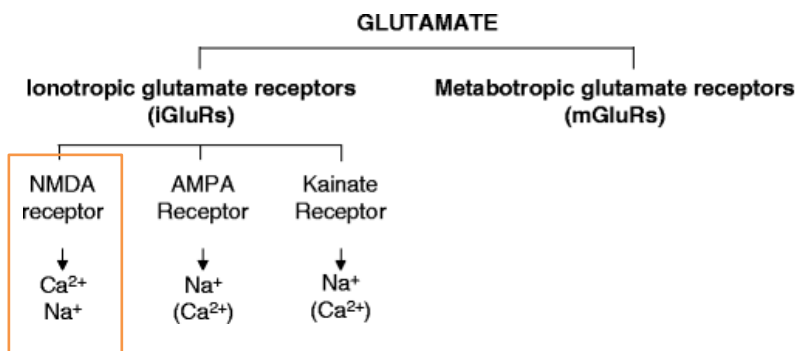 GLUTAMATE
Ionotropic glutamate receptors
(iGluRs)
Metabotropic glutamate receptors
(mGluRs)
NMDA
receptor
Ca²⁺
Na⁺
AMPA
Receptor
Na⁺
(Ca²⁺)
Kainate
Receptor
Na⁺
(Ca²⁺)